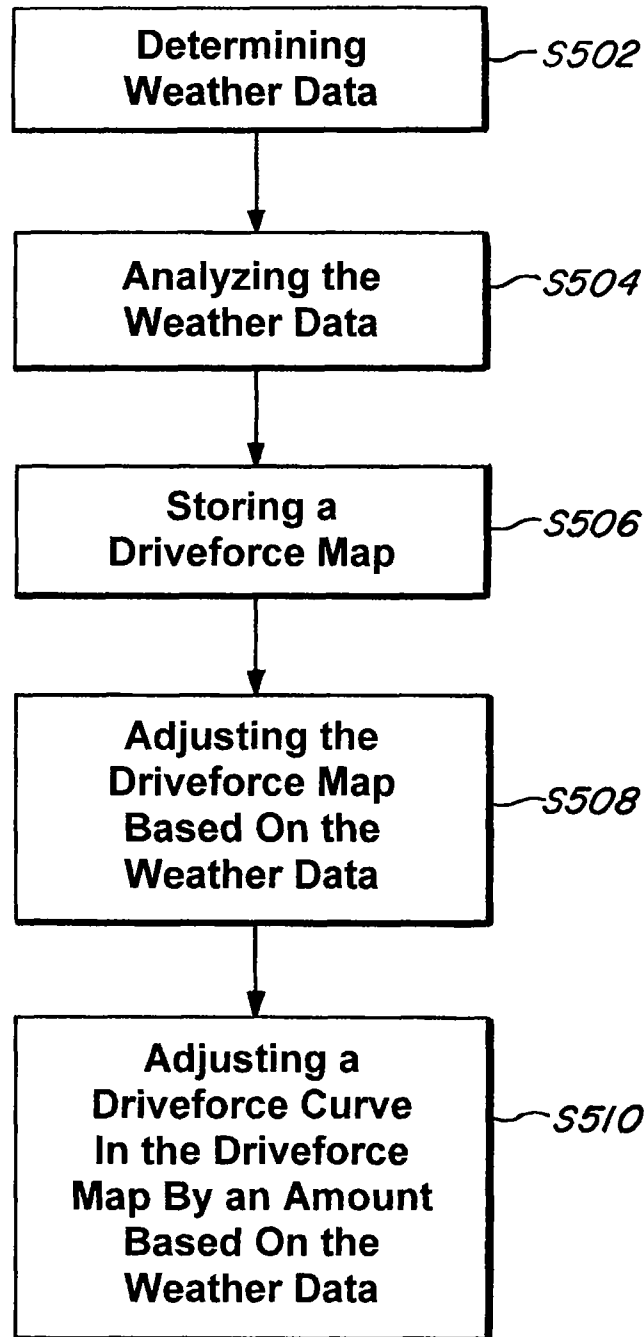 Determining
Weather Data
S502
Analyzing the
Weather Data
S504
Storing a
Driveforce Map
S506
Adjusting the
Driveforce Map
Based On the
Weather Data
S508
Adjusting a
Driveforce Curve
In the Driveforce
Map By an Amount
Based On the
Weather Data
S510